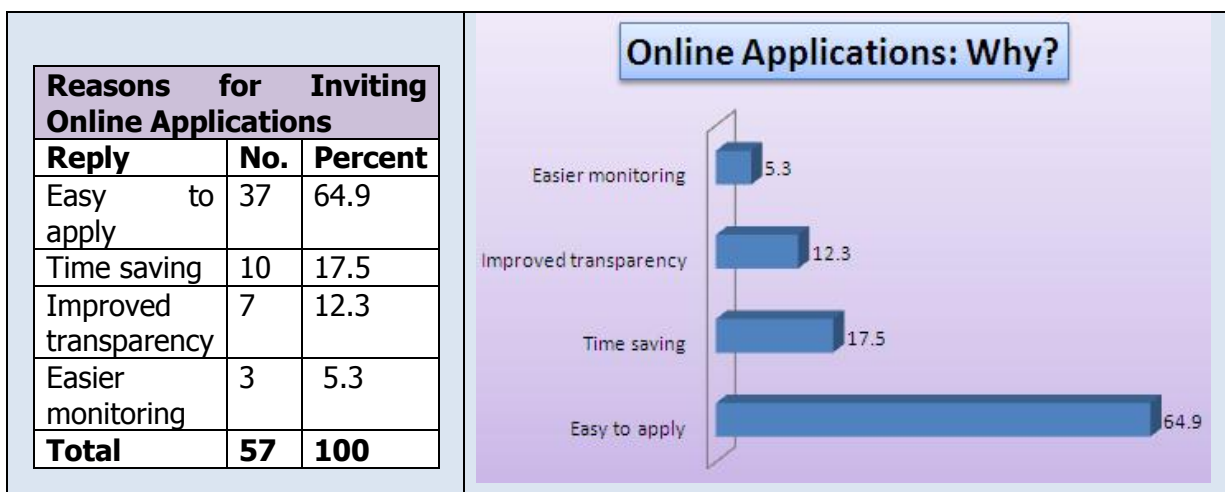 Reasons for Inviting
Online Applications
Reply No. Percent
Easy to 37 64.9
apply
Time saving 10 17.5
Improved 7 12.3
transparency
Easier 3 5.3
monitoring
Total 57 100
Online Applications: Why?
Easier monitoring 5.3
Improved transparency 12.3
Time saving 17.5
Easy to apply 64.9